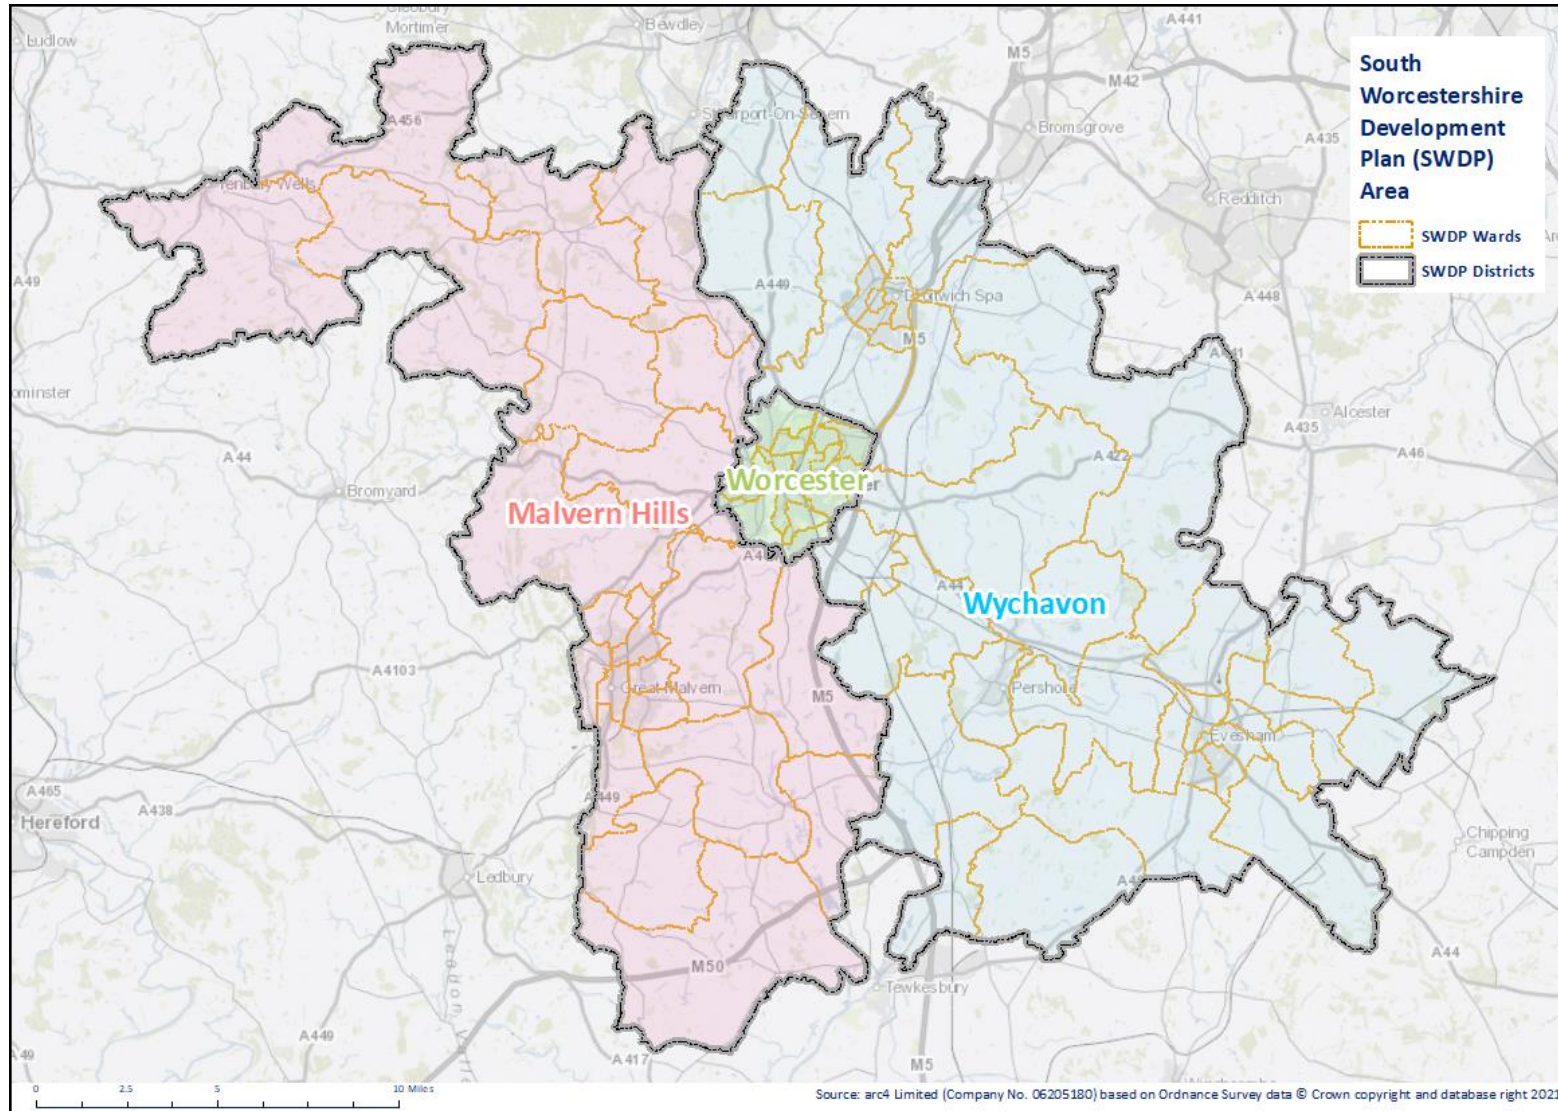 South
Worcestershire
Development
Plan (SWDP)
Area
SWDP Wards
SWDP Districts
Ludlow
Mortimer
Bewdley
A441
M5
M42
A456
Bromsgrove
A435
Redditch
A49
A449
Droitwich Spa
A448
M5
Alcester
A435
A44
A422
A46
Bromyard
Worcester
Malvern Hills
A44
Wychavon
A4103
Great Malvern
M5
Pershore
Evesham
A465
A438
Hereford
Ledbury
Chipping
Campden
M50
A44
Tewkesbury
A449
A417
M5
0 2.5 5 10 Miles
Source: arc4 Limited (Company No. 06205180) based on Ordnance Survey data © Crown copyright and database right 2021